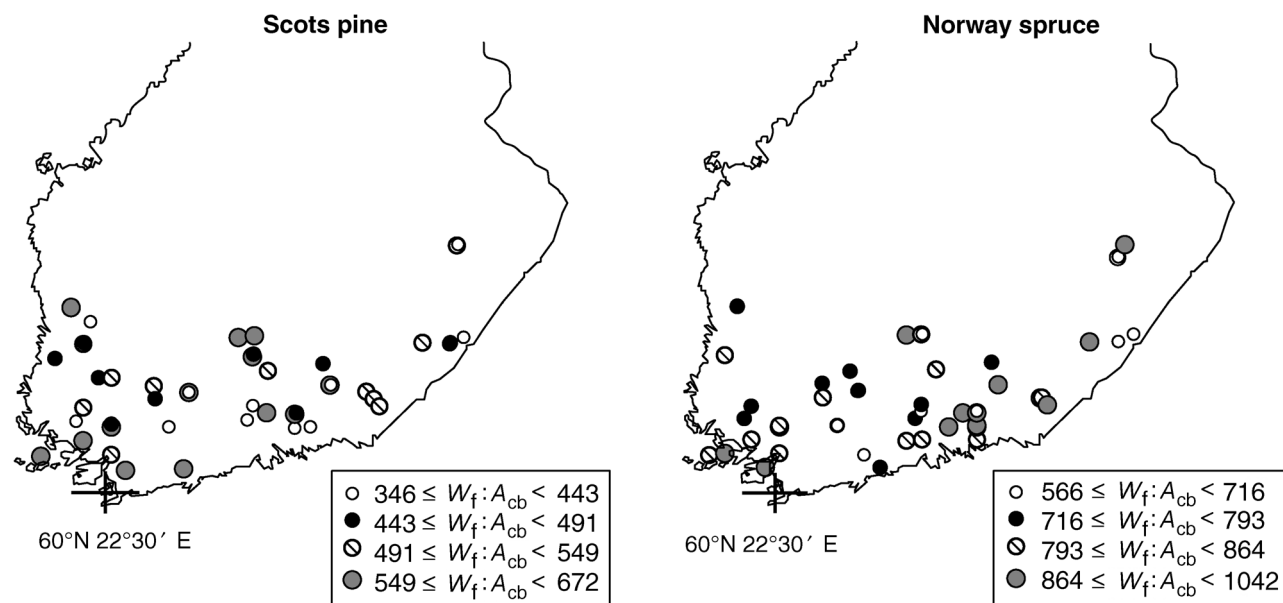 Scots pine
Norway spruce
60°N 22°30′ E
346 ≤ Wf:Acb < 443
443 ≤ Wf:Acb < 491
491 ≤ Wf:Acb < 549
549 ≤ Wf:Acb < 672
60°N 22°30′ E
566 ≤ Wf:Acb < 716
716 ≤ Wf:Acb < 793
793 ≤ Wf:Acb < 864
864 ≤ Wf:Acb < 1042